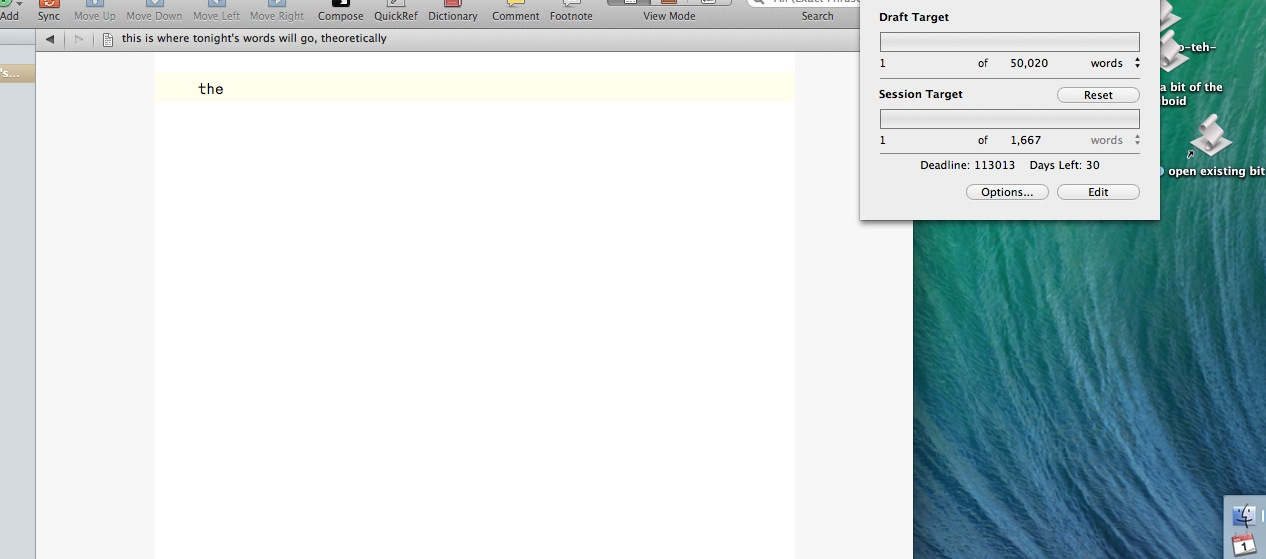 Add Sync Move Up Move Down Move Left Move Right Compose QuickRef Dictionary Comment Footnote View Mode Search
this is where tonight's words will go, theoretically
's...
the
Draft Target
1 of 50,020 words
Session Target Reset
1 of 1,667 words
Deadline: 113013 Days Left: 30
Options... Edit
o-teh-
a bit of the
boid
open existing bit
1